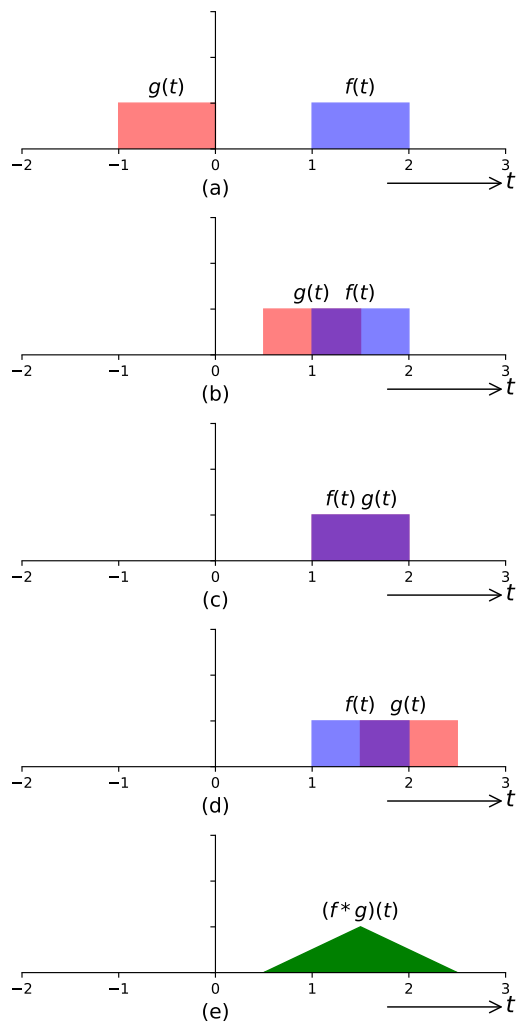 g(t) f(t)
−2 −1 0 1 2 3
t
(a)
g(t) f(t)
−2 −1 0 1 2 3
t
(b)
f(t) g(t)
−2 −1 0 1 2 3
t
(c)
f(t) g(t)
−2 −1 0 1 2 3
t
(d)
(f * g)(t)
−2 −1 0 1 2 3
t
(e)